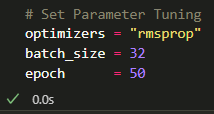 # Set Parameter Tuning
optimizers = "rmsprop"
batch_size = 32
epoch      = 50
0.0s